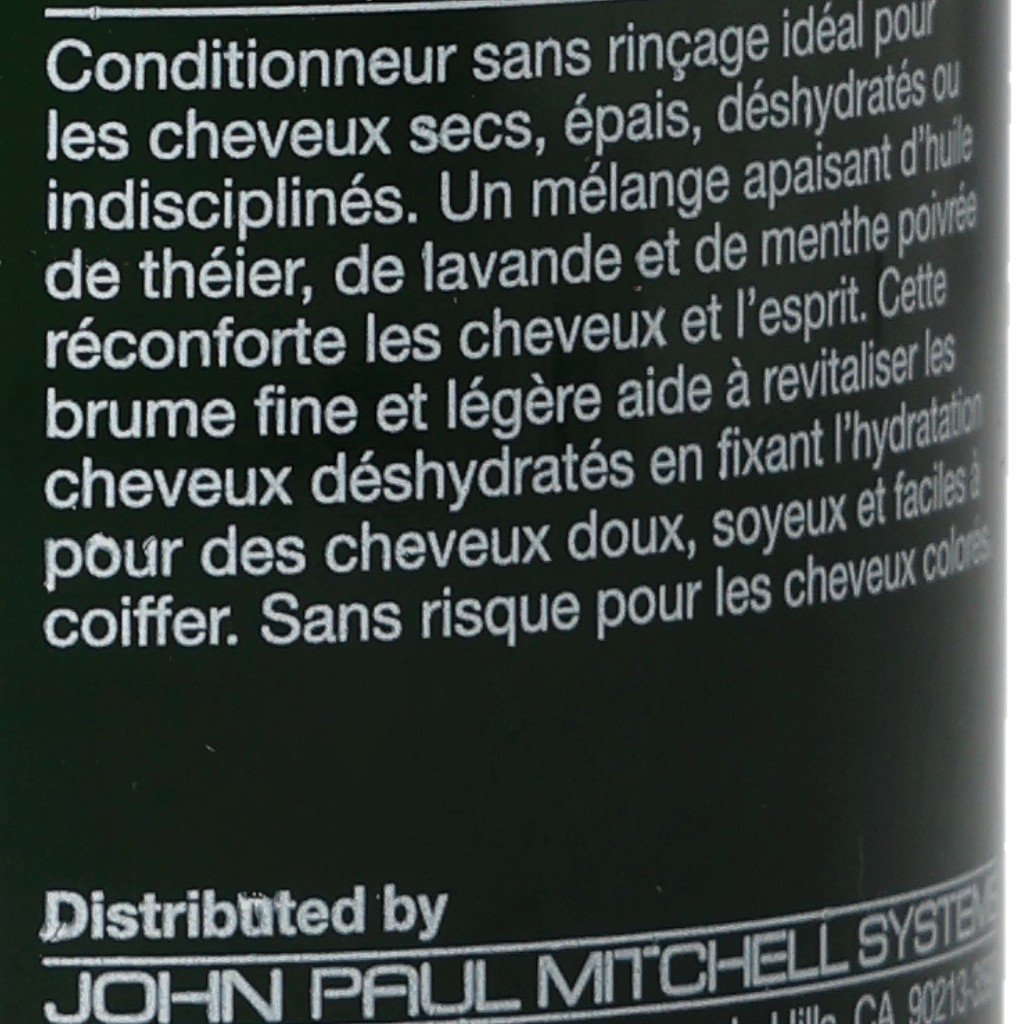 Conditionneur sans rinçage idéal pour
les cheveux secs, épais, déshydratés ou
indisciplinés. Un mélange apaisant d'huile
de théier, de lavande et de menthe poivrée
réconforte les cheveux et l'esprit. Cette
brume fine et légère aide à revitaliser les
cheveux déshydratés en fixant l'hydratation
pour des cheveux doux, soyeux et faciles à
coiffer. Sans risque pour les cheveux colorés
Distributed by
JOHN PAUL MITCHELL SYSTEMS
Hills, CA